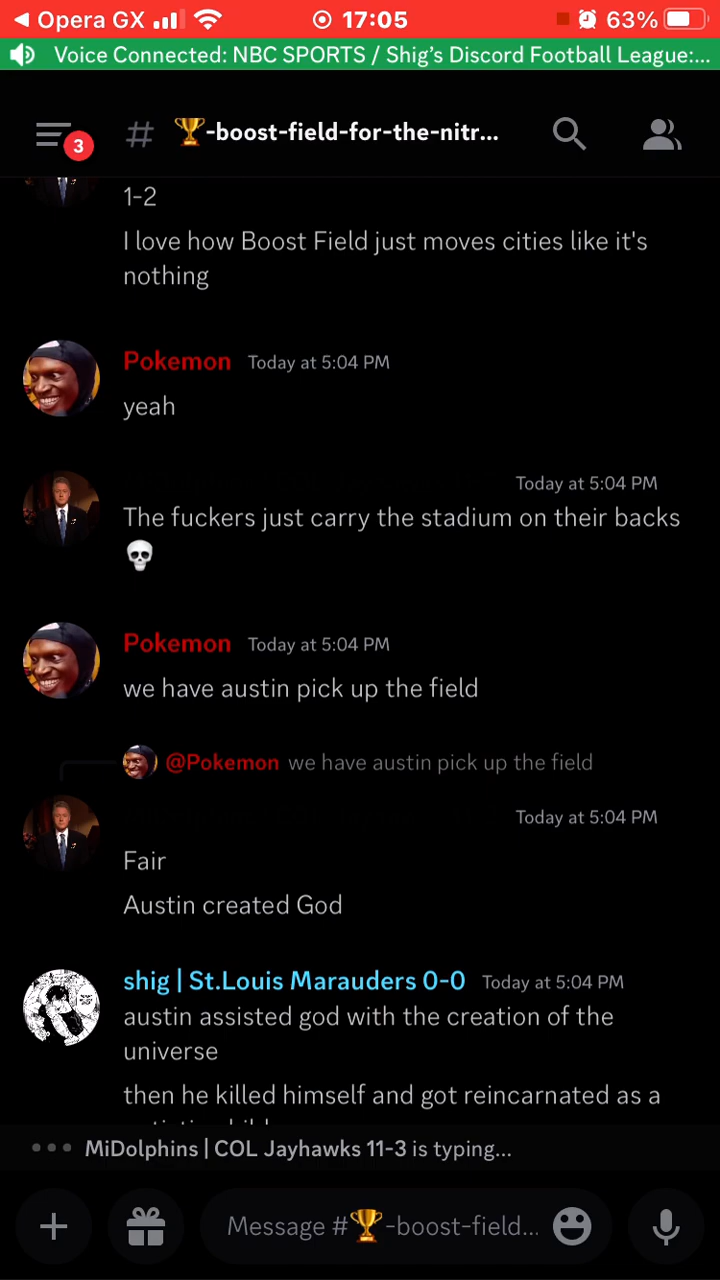 Opera GX 17:05 63%
Voice Connected: NBC SPORTS / Shig's Discord Football League:...
3 # 🏆-boost-field-for-the-nitr...
1-2
I love how Boost Field just moves cities like it's
nothing
Pokemon Today at 5:04 PM
yeah
Today at 5:04 PM
The fuckers just carry the stadium on their backs
💀
Pokemon Today at 5:04 PM
we have austin pick up the field
@Pokemon we have austin pick up the field
Today at 5:04 PM
Fair
Austin created God
shig | St.Louis Marauders 0-0 Today at 5:04 PM
austin assisted god with the creation of the
universe
then he killed himself and got reincarnated as a
MiDolphins | COL Jayhawks 11-3 is typing...
Message #🏆-boost-field...